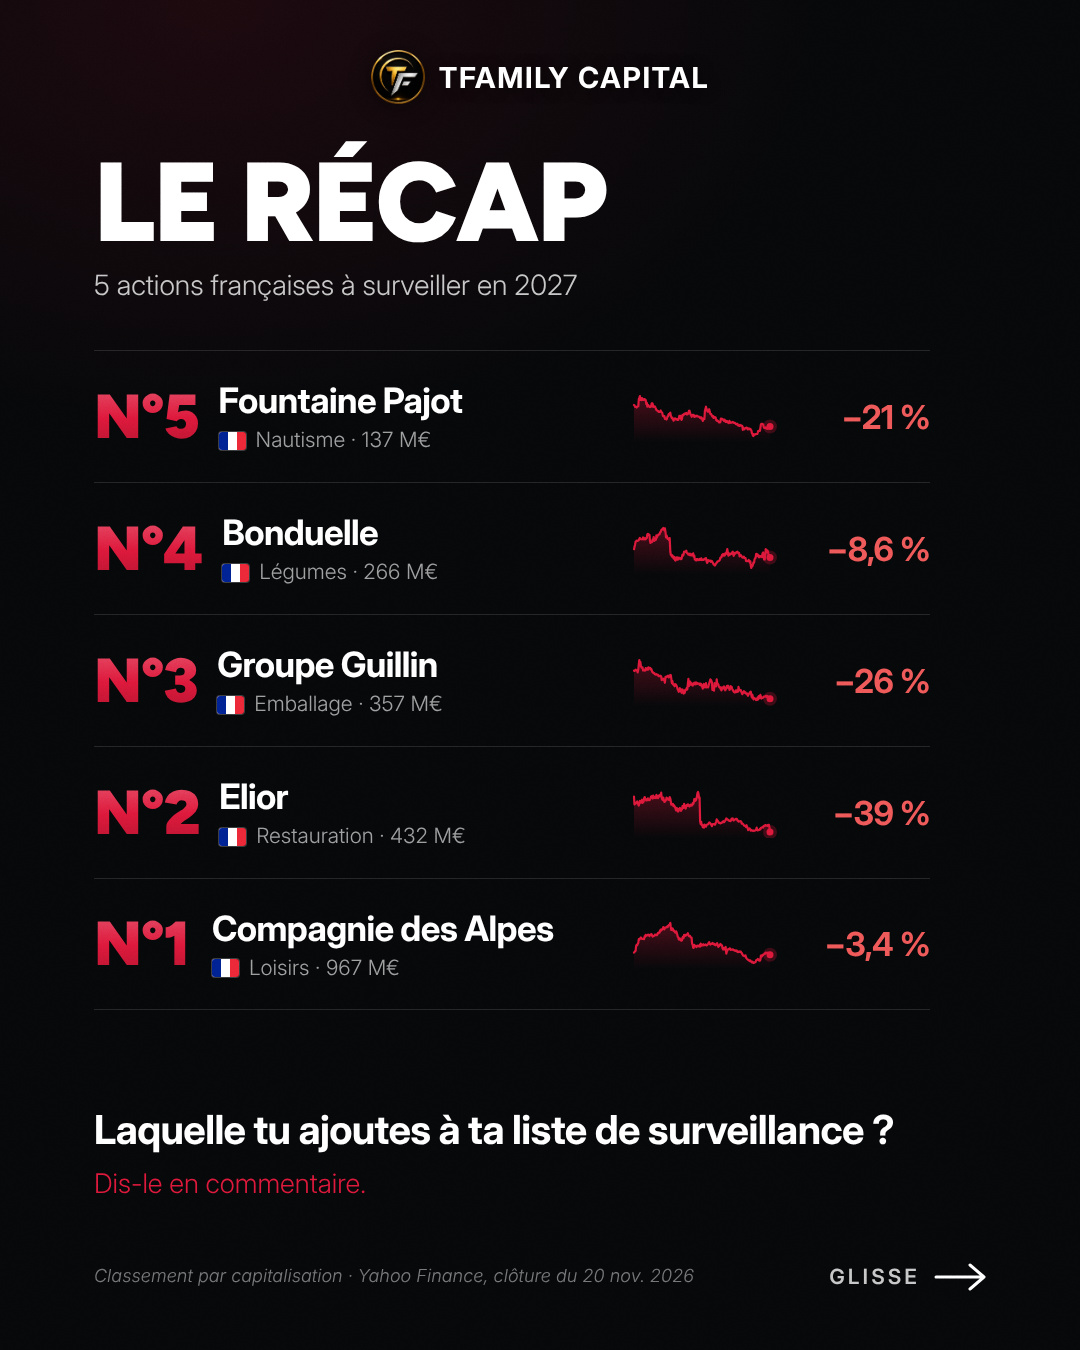 TF TFAMILY CAPITAL
LE RÉCAP
5 actions françaises à surveiller en 2027
N°5 Fountaine Pajot −21 %
Nautisme · 137 M€
N°4 Bonduelle −8,6 %
Légumes · 266 M€
N°3 Groupe Guillin −26 %
Emballage · 357 M€
N°2 Elior −39 %
Restauration · 432 M€
N°1 Compagnie des Alpes −3,4 %
Loisirs · 967 M€
Laquelle tu ajoutes à ta liste de surveillance ?
Dis-le en commentaire.
Classement par capitalisation · Yahoo Finance, clôture du 20 nov. 2026
GLISSE